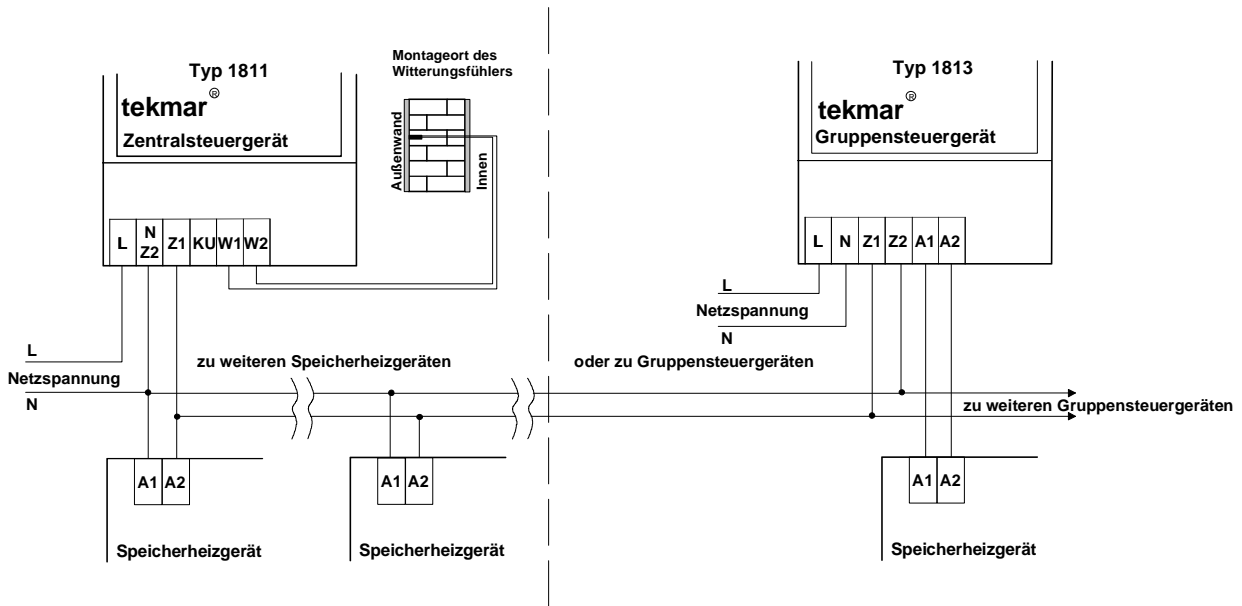 Typ 1811
tekmar ®
Zentralsteuergerät
L
N
Z2
Z1
KU
W1
W2
Montageort des
Witterungsfühlers
Außenwand
Innen
Typ 1813
tekmar ®
Gruppensteuergerät
L
N
Z1
Z2
A1
A2
L
Netzspannung
N
L
Netzspannung
N
zu weiteren Speicherheizgeräten
oder zu Gruppensteuergeräten
zu weiteren Gruppensteuergeräten
A1
A2
Speicherheizgerät
A1
A2
Speicherheizgerät
A1
A2
Speicherheizgerät